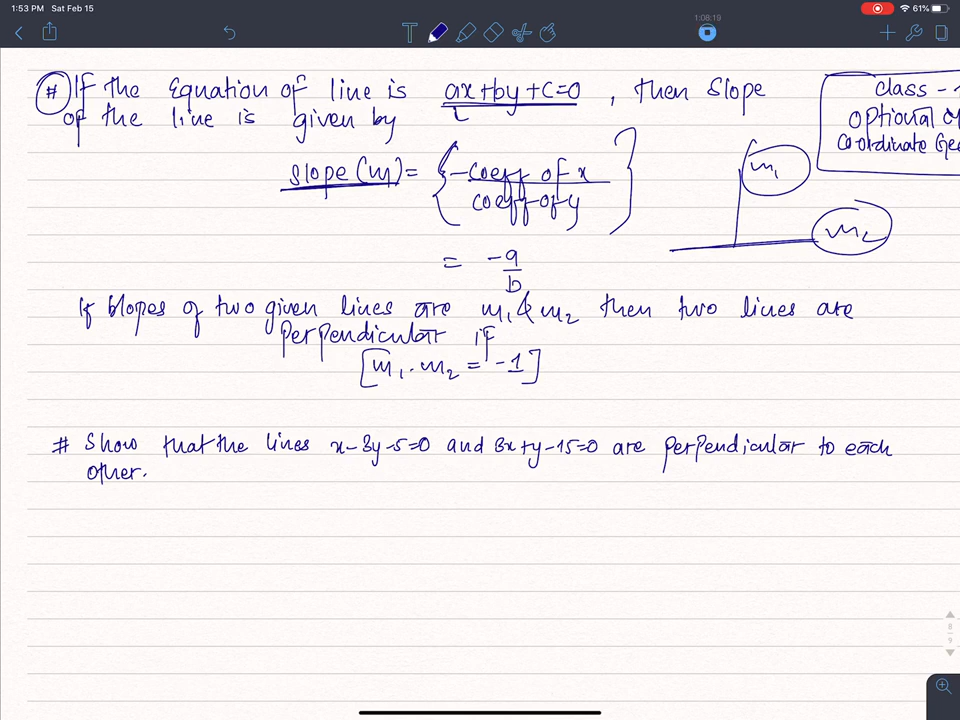 1:53 PM Sat Feb 15
61%
1:08:19
# If the Equation of line is ax+by+c=0, then slope
of the line is given by
class -
optional
coordinate Ge
slope (m) = { -coeff of x / coeff of y }
m₁
m₂
= -a/b
If slopes of two given lines are m₁ & m₂ then two lines are
perpendicular if
[m₁. m₂ = -1]
# Show that the lines x-3y-5=0 and 3x+y-15=0 are perpendicular to each
other.